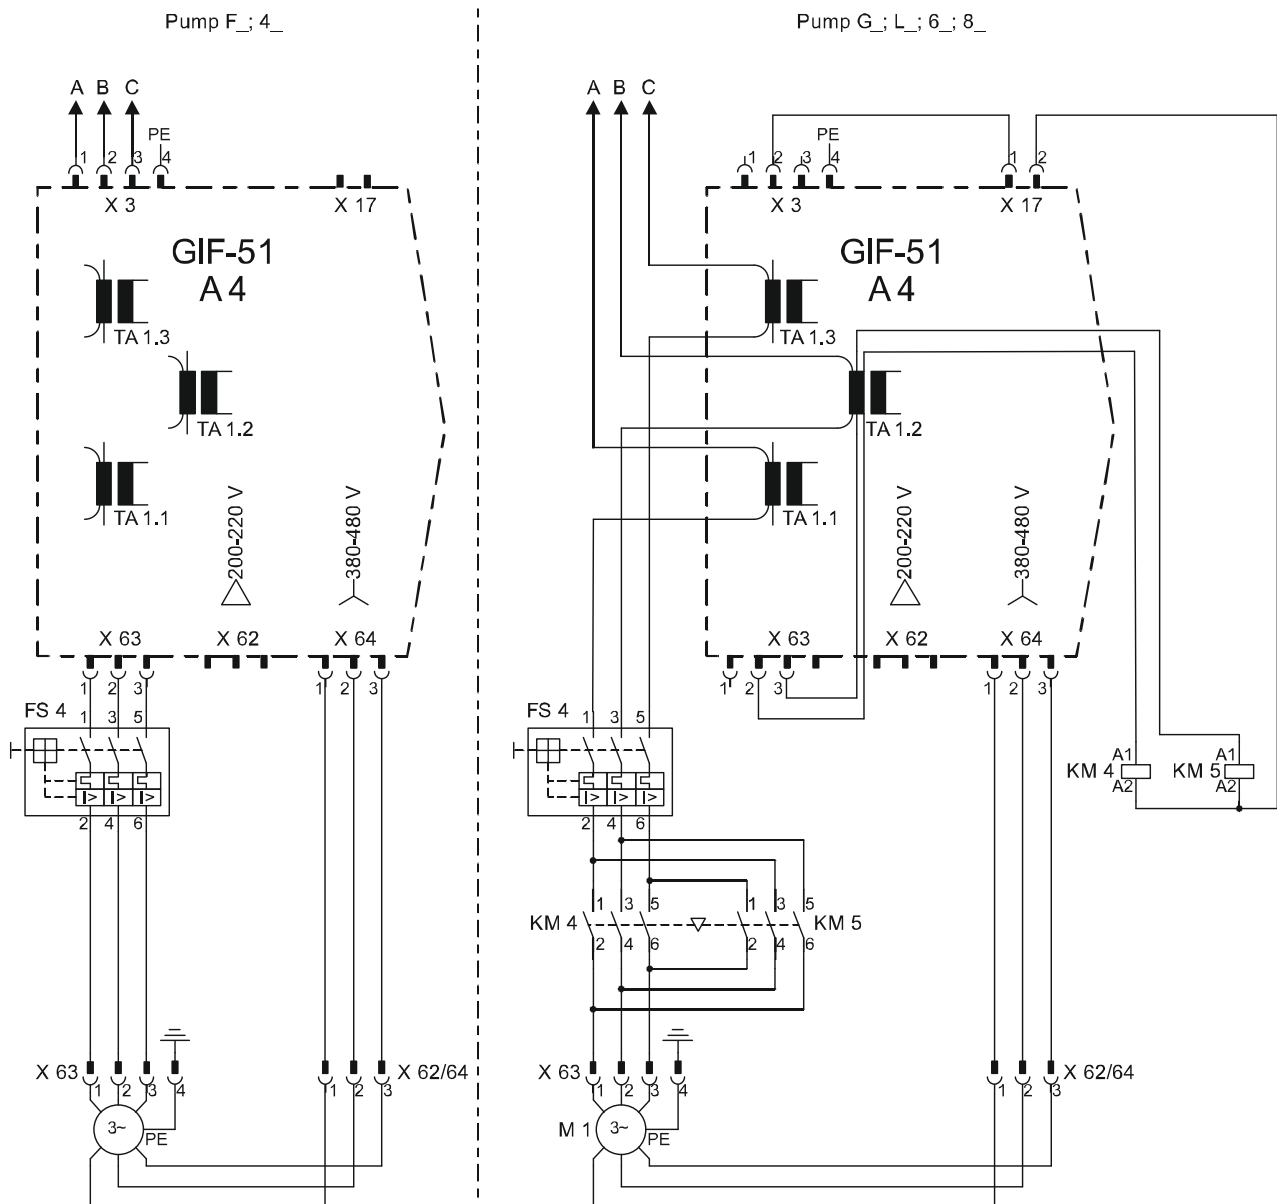 Pump F_; 4_
Pump G_; L_; 6_; 8_
A B C
PE
1 2 3 4
X 3
X 17
GIF-51
A 4
TA 1.3
TA 1.2
TA 1.1
200-220 V
380-480 V
X 63
X 62
X 64
1 2 3
1 2 3
FS 4
1 3 5
I> I> I>
2 4 6
X 63
1 2 3 4
X 62/64
1 2 3
3~
PE
A B C
PE
1 2 3 4
1 2
X 3
X 17
GIF-51
A 4
TA 1.3
TA 1.2
TA 1.1
200-220 V
380-480 V
X 63
X 62
X 64
1 2 3
1 2 3
FS 4
1 3 5
I> I> I>
2 4 6
KM 4
A1
A2
KM 5
A1
A2
KM 4
1 3 5
2 4 6
1 3 5
2 4 6
KM 5
X 63
1 2 3 4
X 62/64
1 2 3
M 1
3~
PE